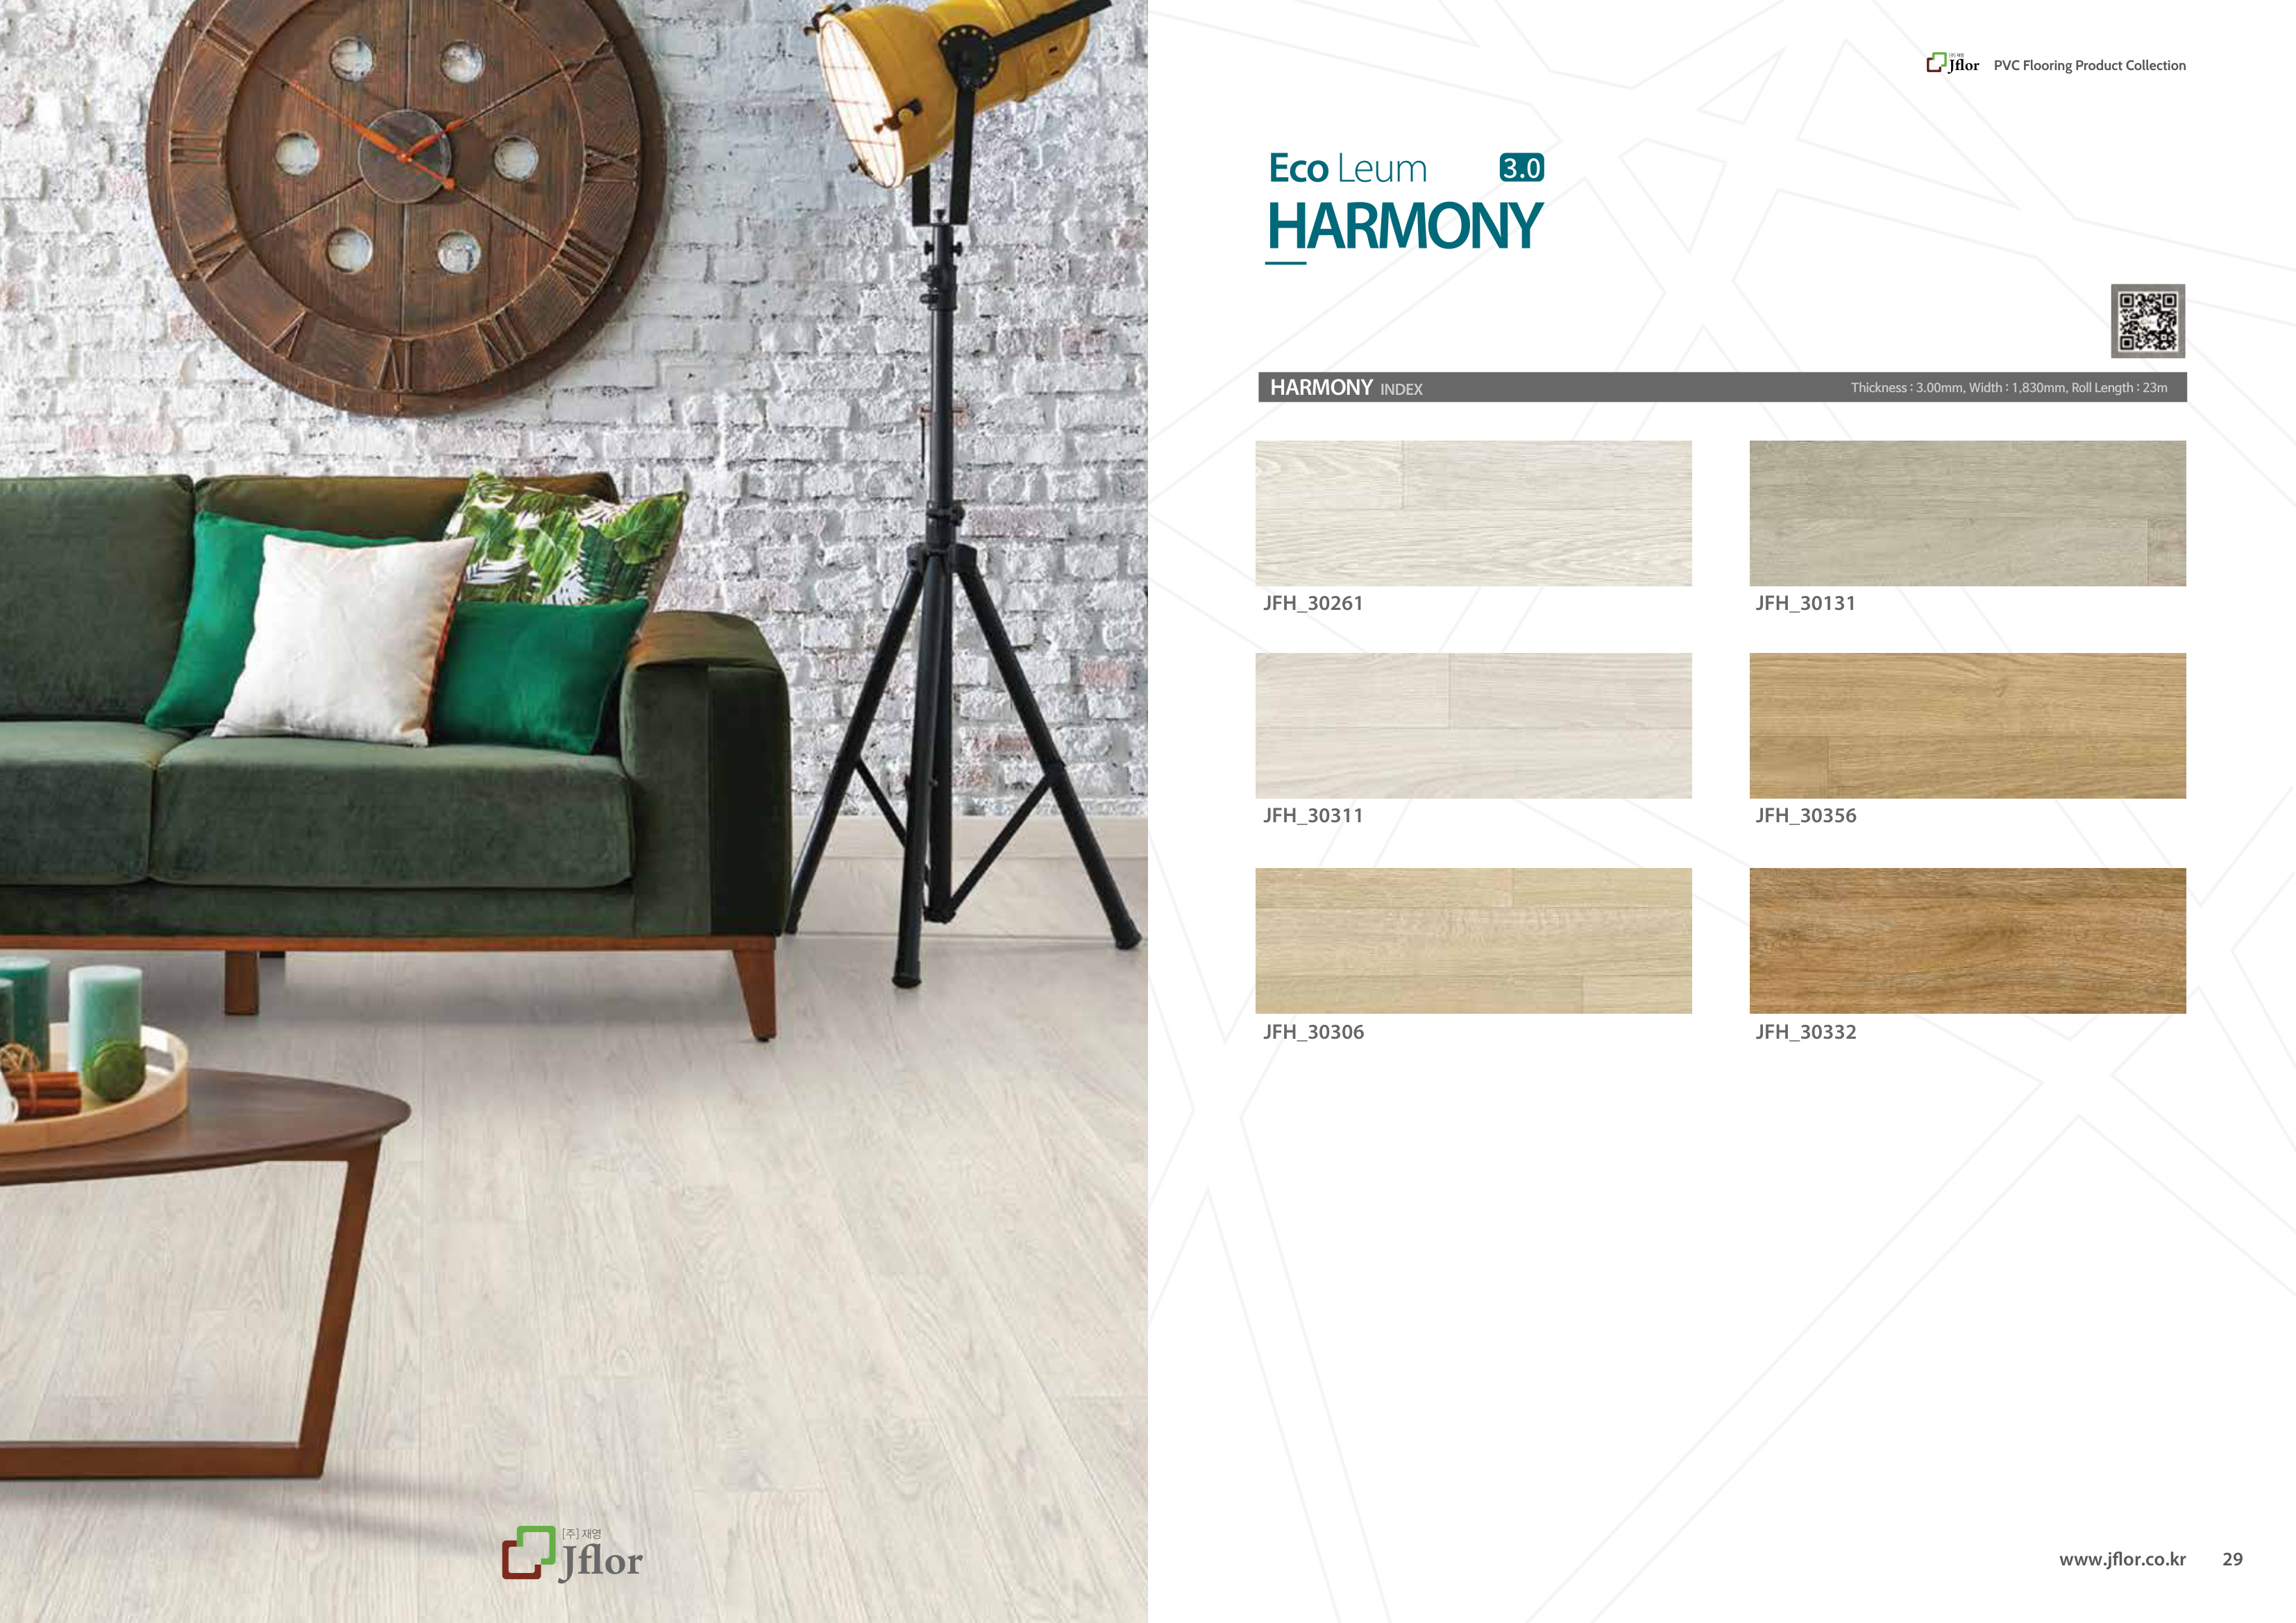 [주] 재영
Jflor
Jflor PVC Flooring Product Collection
Eco Leum 3.0
HARMONY
HARMONY INDEX
Thickness : 3.00mm, Width : 1,830mm, Roll Length : 23m
JFH_30261
JFH_30131
JFH_30311
JFH_30356
JFH_30306
JFH_30332
www.jflor.co.kr 29